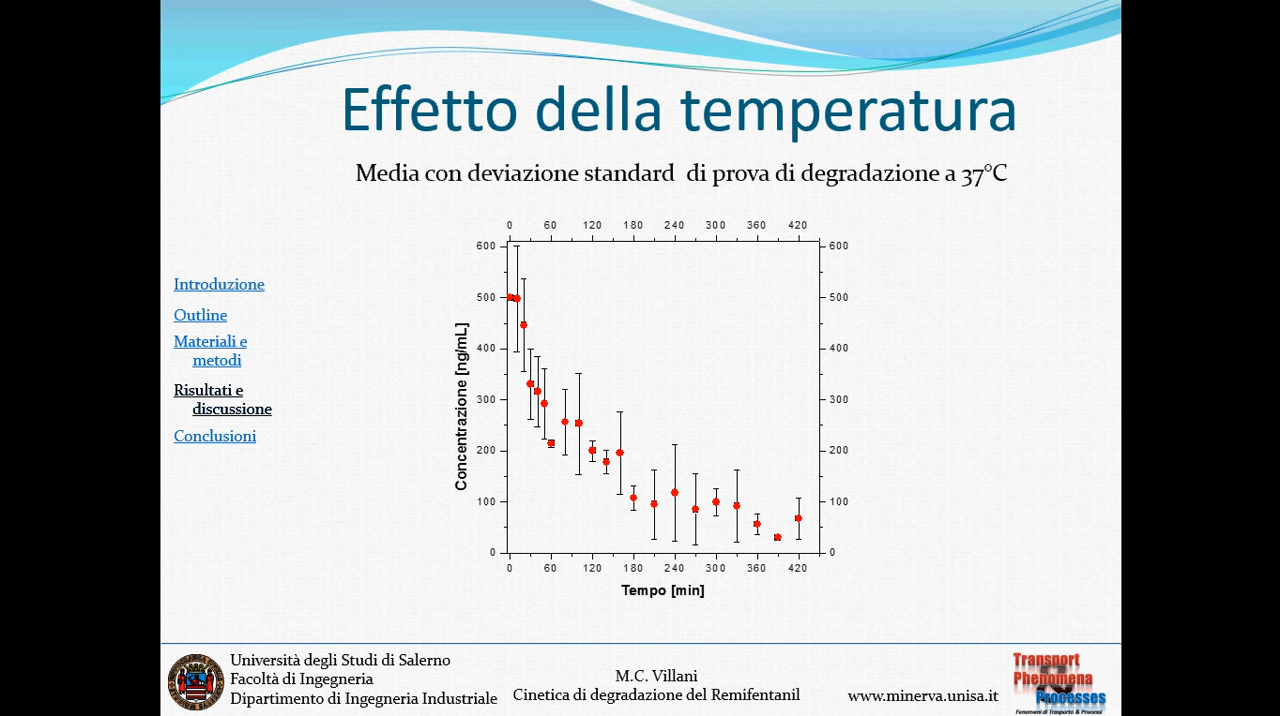 Effetto della temperatura
Media con deviazione standard di prova di degradazione a 37°C
Introduzione
Outline
Materiali e
metodi
Risultati e
discussione
Conclusioni
0 60 120 180 240 300 360 420
600 600
500 500
400 400
300 300
200 200
100 100
0 0
0 60 120 180 240 300 360 420
Concentrazione [ng/mL]
Tempo [min]
Università degli Studi di Salerno
Facoltà di Ingegneria
Dipartimento di Ingegneria Industriale
M.C. Villani
Cinetica di degradazione del Remifentanil
www.minerva.unisa.it
Transport
Phenomena
& Processes
Fenomeni di Trasporto & Processi